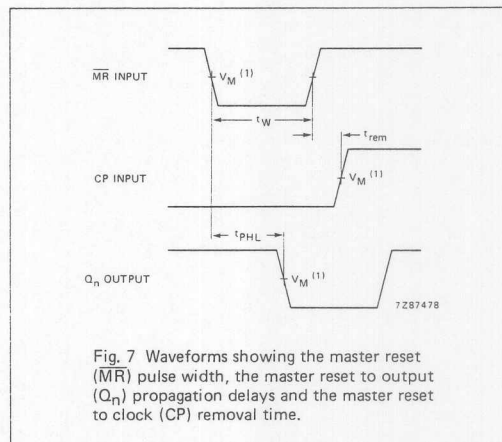 M̅R̅ INPUT
V_M (1)
t_W
t_rem
CP INPUT
V_M (1)
t_PHL
Q_n OUTPUT
V_M (1)
7Z87478
Fig. 7 Waveforms showing the master reset
(M̅R̅) pulse width, the master reset to output
(Q_n) propagation delays and the master reset
to clock (CP) removal time.